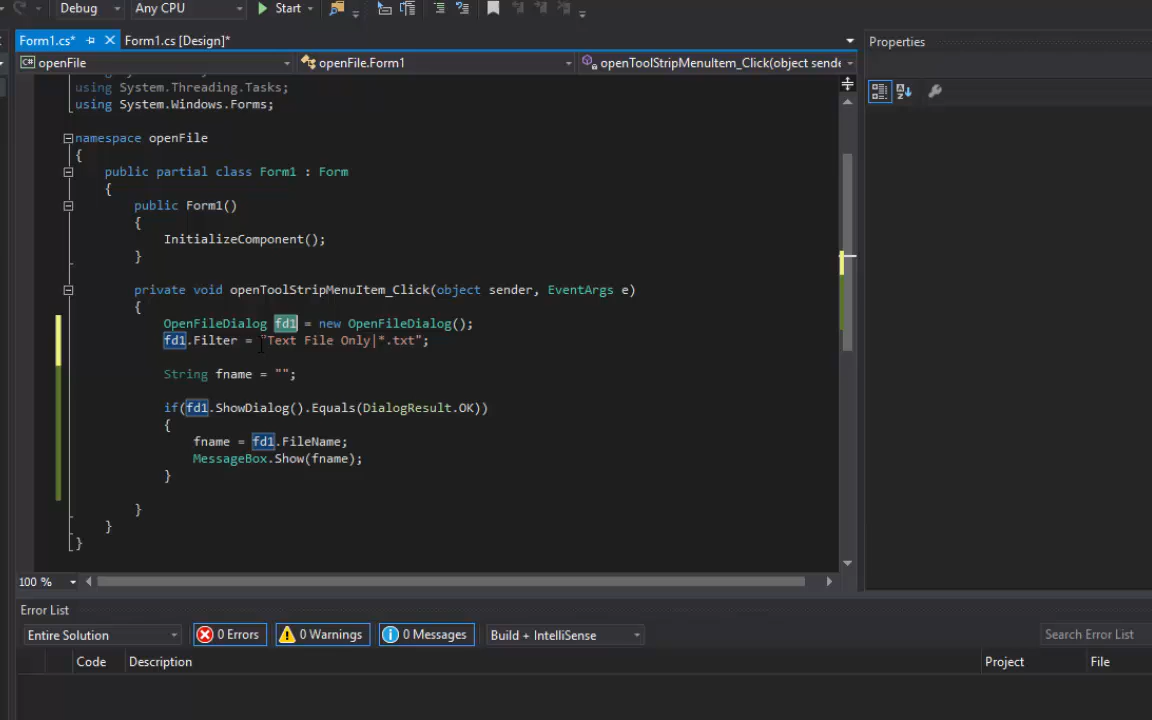 Debug Any CPU Start
Form1.cs* Form1.cs [Design]*
openFile openFile.Form1 openToolStripMenuItem_Click(object sende
Properties
using System.Threading.Tasks;
using System.Windows.Forms;
namespace openFile
{
public partial class Form1 : Form
{
public Form1()
{
InitializeComponent();
}
private void openToolStripMenuItem_Click(object sender, EventArgs e)
{
OpenFileDialog fd1 = new OpenFileDialog();
fd1.Filter = "Text File Only|*.txt";
String fname = "";
if(fd1.ShowDialog().Equals(DialogResult.OK))
{
fname = fd1.FileName;
MessageBox.Show(fname);
}
}
}
}
100 %
Error List
Entire Solution 0 Errors 0 Warnings 0 Messages Build + IntelliSense Search Error List
Code Description Project File